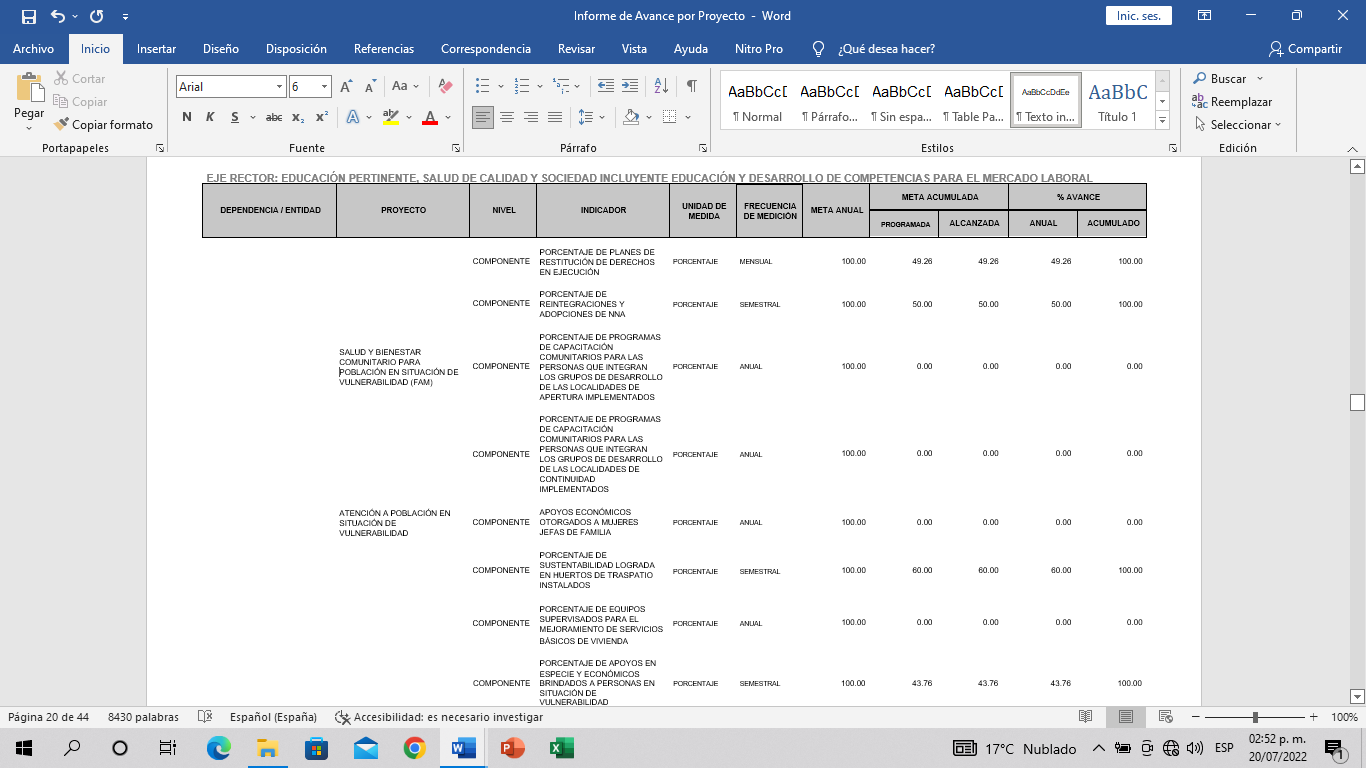 Informe de Avance por Proyecto - Word
Inic. ses.
Archivo Inicio Insertar Diseño Disposición Referencias Correspondencia Revisar Vista Ayuda Nitro Pro ¿Qué desea hacer? Compartir
Pegar
Cortar
Copiar
Copiar formato
Portapapeles
Arial 6
N K S abc x₂ x²
Fuente
Párrafo
AaBbCcD AaBbCcD AaBbCcD AaBbCcD AaBbCcDdEe AaBbC
¶ Normal ¶ Párrafo... ¶ Sin espa... ¶ Table Pa... ¶ Texto in... Título 1
Estilos
Buscar
Reemplazar
Seleccionar
Edición
EJE RECTOR: EDUCACIÓN PERTINENTE, SALUD DE CALIDAD Y SOCIEDAD INCLUYENTE EDUCACIÓN Y DESARROLLO DE COMPETENCIAS PARA EL MERCADO LABORAL
DEPENDENCIA / ENTIDAD
PROYECTO
NIVEL
INDICADOR
UNIDAD DE
MEDIDA
FRECUENCIA
DE MEDICIÓN
META ANUAL
META ACUMULADA
PROGRAMADA ALCANZADA
% AVANCE
ANUAL ACUMULADO
COMPONENTE
PORCENTAJE DE PLANES DE
RESTITUCIÓN DE DERECHOS
EN EJECUCIÓN
PORCENTAJE MENSUAL 100.00 49.26 49.26 49.26 100.00
COMPONENTE
PORCENTAJE DE
REINTEGRACIONES Y
ADOPCIONES DE NNA
PORCENTAJE SEMESTRAL 100.00 50.00 50.00 50.00 100.00
SALUD Y BIENESTAR
COMUNITARIO PARA
POBLACIÓN EN SITUACIÓN DE
VULNERABILIDAD (FAM)
COMPONENTE
PORCENTAJE DE PROGRAMAS
DE CAPACITACIÓN
COMUNITARIOS PARA LAS
PERSONAS QUE INTEGRAN
LOS GRUPOS DE DESARROLLO
DE LAS LOCALIDADES DE
APERTURA IMPLEMENTADOS
PORCENTAJE ANUAL 100.00 0.00 0.00 0.00 0.00
COMPONENTE
PORCENTAJE DE PROGRAMAS
DE CAPACITACIÓN
COMUNITARIOS PARA LAS
PERSONAS QUE INTEGRAN
LOS GRUPOS DE DESARROLLO
DE LAS LOCALIDADES DE
CONTINUIDAD
IMPLEMENTADOS
PORCENTAJE ANUAL 100.00 0.00 0.00 0.00 0.00
ATENCIÓN A POBLACIÓN EN
SITUACIÓN DE
VULNERABILIDAD
COMPONENTE
APOYOS ECONÓMICOS
OTORGADOS A MUJERES
JEFAS DE FAMILIA
PORCENTAJE ANUAL 100.00 0.00 0.00 0.00 0.00
COMPONENTE
PORCENTAJE DE
SUSTENTABILIDAD LOGRADA
EN HUERTOS DE TRASPATIO
INSTALADOS
PORCENTAJE SEMESTRAL 100.00 60.00 60.00 60.00 100.00
COMPONENTE
PORCENTAJE DE EQUIPOS
SUPERVISADOS PARA EL
MEJORAMIENTO DE SERVICIOS
BÁSICOS DE VIVIENDA
PORCENTAJE ANUAL 100.00 0.00 0.00 0.00 0.00
COMPONENTE
PORCENTAJE DE APOYOS EN
ESPECIE Y ECONÓMICOS
BRINDADOS A PERSONAS EN
SITUACIÓN DE
VULNERABILIDAD
PORCENTAJE SEMESTRAL 100.00 43.76 43.76 43.76 100.00
Página 20 de 44 8430 palabras Español (España) Accesibilidad: es necesario investigar 100%
17°C Nublado ESP 02:52 p. m.
20/07/2022
1